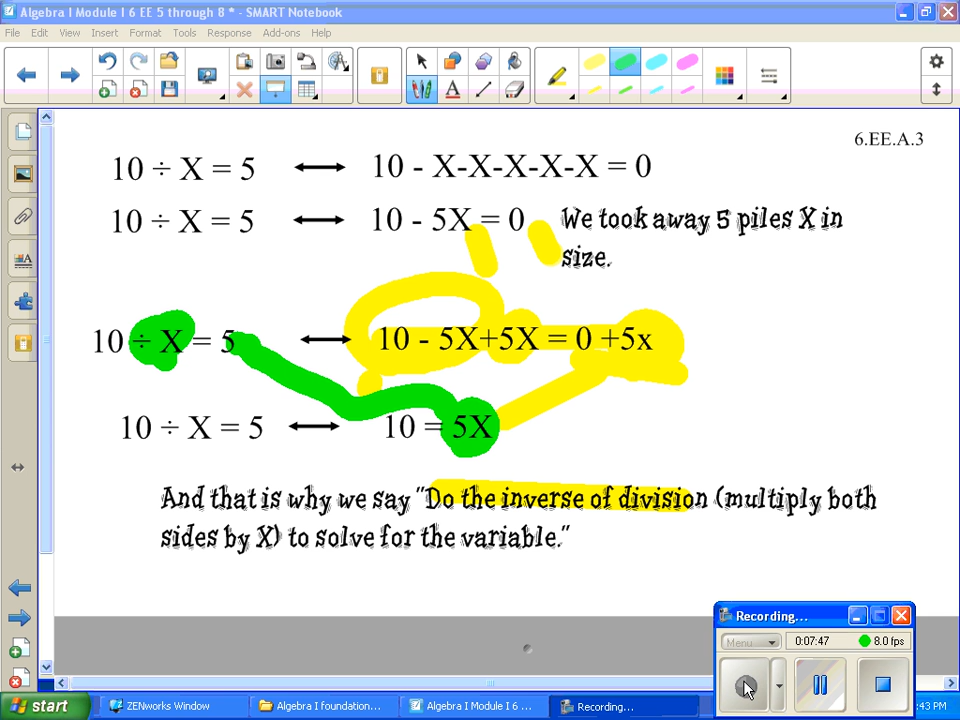 Algebra I Module I 6 EE 5 through 8 * - SMART Notebook
File Edit View Insert Format Tools Response Add-ons Help
6.EE.A.3
10 ÷ X = 5 ⟷ 10 - X-X-X-X-X = 0
10 ÷ X = 5 ⟷ 10 - 5X = 0 We took away 5 piles X in
size.
10 ÷ X = 5 ⟷ 10 - 5X+5X = 0 +5x
10 ÷ X = 5 ⟷ 10 = 5X
And that is why we say "Do the inverse of division (multiply both
sides by X) to solve for the variable."
Recording...
Menu 0:07:47 8.0 fps
start ZENworks Window Algebra I foundation... Algebra I Module I 6 ... Recording... :43 PM